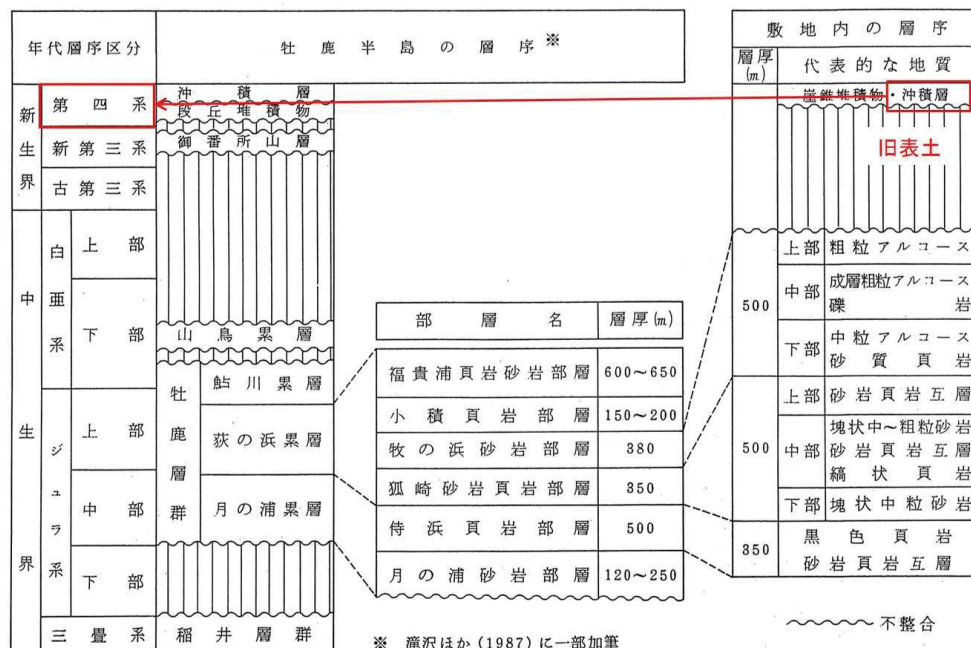 年代層序区分
牡鹿半島の層序※
敷地内の層序
層厚(m)
代表的な地質
新生界
第四系
新第三系
古第三系
中生界
白亜系
上部
下部
ジュラ系
上部
中部
下部
三畳系
沖積層
段丘堆積物
御番所山層
山鳥累層
牡鹿層群
鮎川累層
荻の浜累層
月の浦累層
稲井層群
部層名
層厚(m)
福貴浦頁岩砂岩部層
600~650
小積頁岩部層
150~200
牧の浜砂岩部層
380
狐崎砂岩頁岩部層
350
侍浜頁岩部層
500
月の浦砂岩部層
120~250
※ 滝沢ほか(1987)に一部加筆
崖錐堆積物・沖積層
旧表土
500
上部
粗粒アルコース
中部
成層粗粒アルコース
礫岩
下部
中粒アルコース
砂質頁岩
500
上部
砂岩頁岩互層
中部
塊状中~粗粒砂岩
砂岩頁岩互層
縞状頁岩
下部
塊状中粒砂岩
350
黒色頁岩
砂岩頁岩互層
不整合